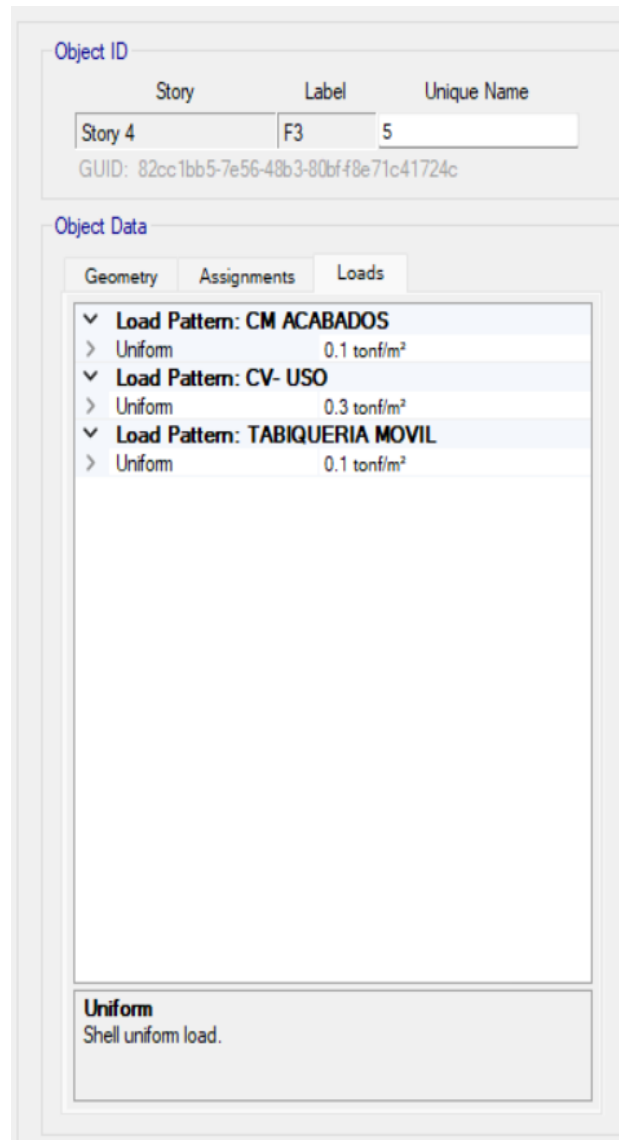 Object ID
Story Label Unique Name
Story 4 F3 5
GUID: 82cc1bb5-7e56-48b3-80bf-f8e71c41724c
Object Data
Geometry Assignments Loads
Load Pattern: CM ACABADOS
Uniform 0.1 tonf/m²
Load Pattern: CV- USO
Uniform 0.3 tonf/m²
Load Pattern: TABIQUERIA MOVIL
Uniform 0.1 tonf/m²
Uniform
Shell uniform load.